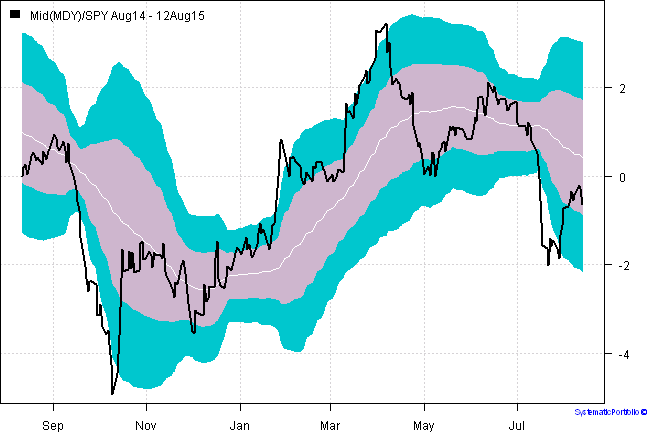 Mid(MDY)/SPY Aug14 - 12Aug15
2
0
-2
-4
Sep Nov Jan Mar May Jul
SystematicPortfolio ©